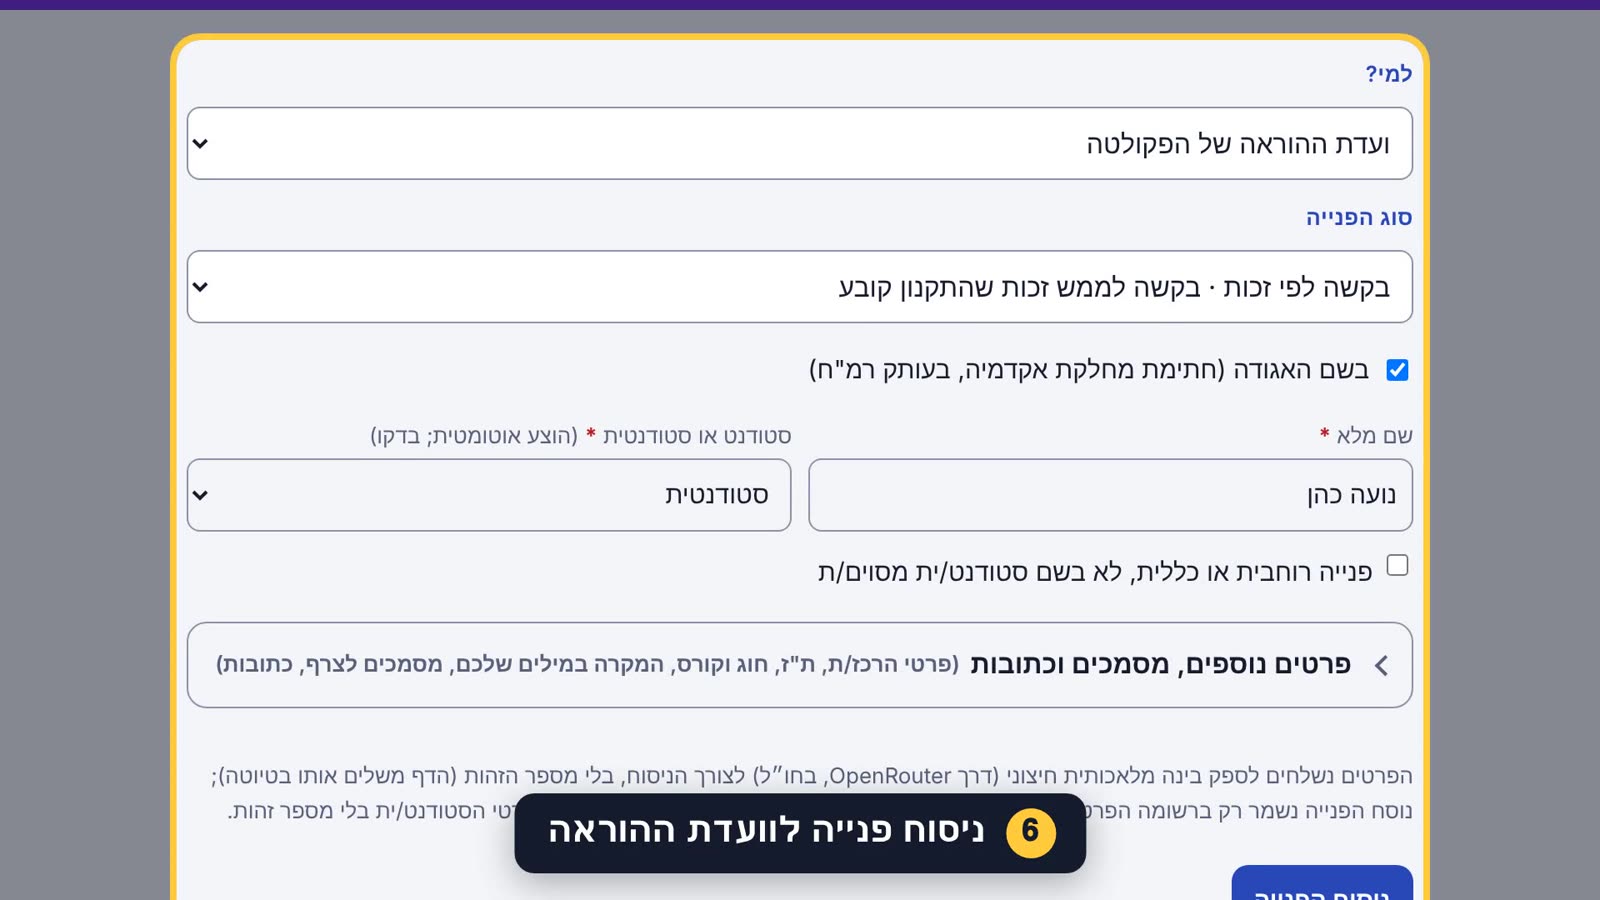 למי?
ועדת ההוראה של הפקולטה
סוג הפנייה
בקשה לפי זכות · בקשה לממש זכות שהתקנון קובע
בשם האגודה (חתימת מחלקת אקדמיה, בעותק רמ"ח)
שם מלא *
סטודנט או סטודנטית * (הוצע אוטומטית; בדקו)
נועה כהן
סטודנטית
פנייה רוחבית או כללית, לא בשם סטודנט/ית מסוים/ת
פרטים נוספים, מסמכים וכתובות (פרטי הרכז/ת, ת"ז, חוג וקורס, המקרה במילים שלכם, מסמכים לצרף, כתובות)
הפרטים נשלחים לספק בינה מלאכותית חיצוני (דרך OpenRouter, בחו״ל) לצורך הניסוח, בלי מספר הזהות (הדף משלים אותו בטיוטה);
נוסח הפנייה נשמר רק ברשומה הסטודנט/ית בלי מספר זהות.
6 ניסוח פנייה לוועדת ההוראה